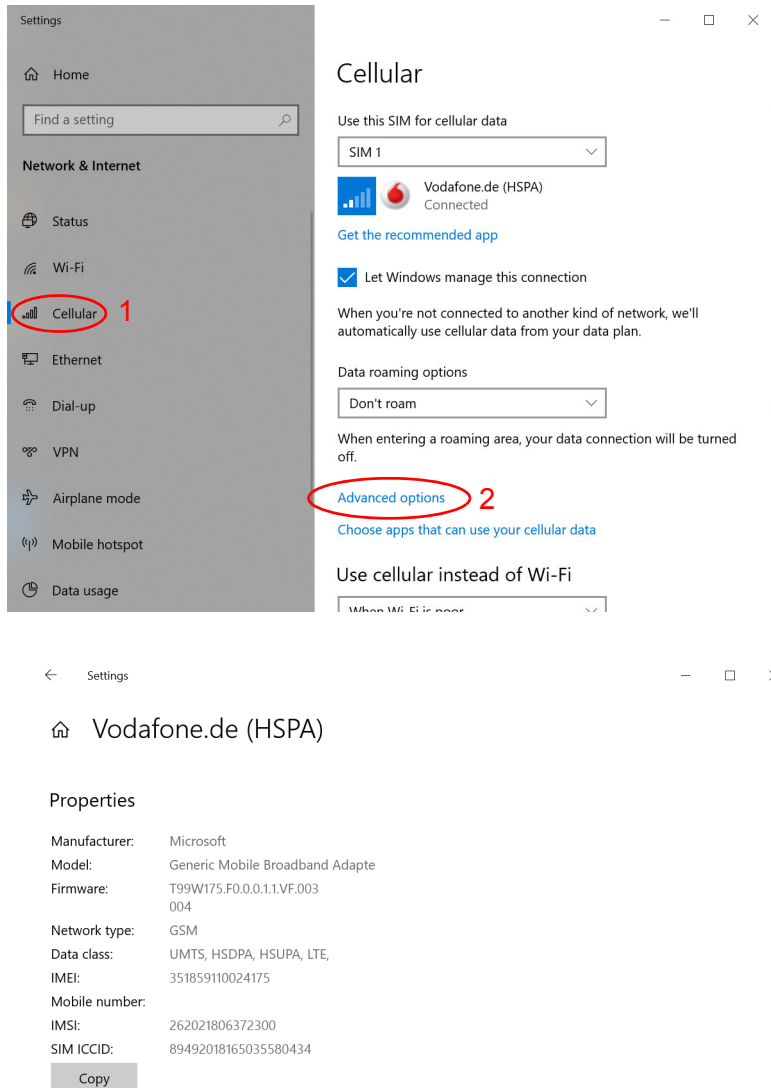 Settings
Home
Find a setting
Network & Internet
Status
Wi-Fi
Cellular 1
Ethernet
Dial-up
VPN
Airplane mode
Mobile hotspot
Data usage
Cellular
Use this SIM for cellular data
SIM 1
Vodafone.de (HSPA)
Connected
Get the recommended app
Let Windows manage this connection
When you're not connected to another kind of network, we'll
automatically use cellular data from your data plan.
Data roaming options
Don't roam
When entering a roaming area, your data connection will be turned
off.
Advanced options 2
Choose apps that can use your cellular data
Use cellular instead of Wi-Fi
When Wi-Fi is poor
Settings
Vodafone.de (HSPA)
Properties
Manufacturer: Microsoft
Model: Generic Mobile Broadband Adapte
Firmware: T99W175.F0.0.0.1.1.VF.003
004
Network type: GSM
Data class: UMTS, HSDPA, HSUPA, LTE,
IMEI: 351859110024175
Mobile number:
IMSI: 262021806372300
SIM ICCID: 89492018165035580434
Copy